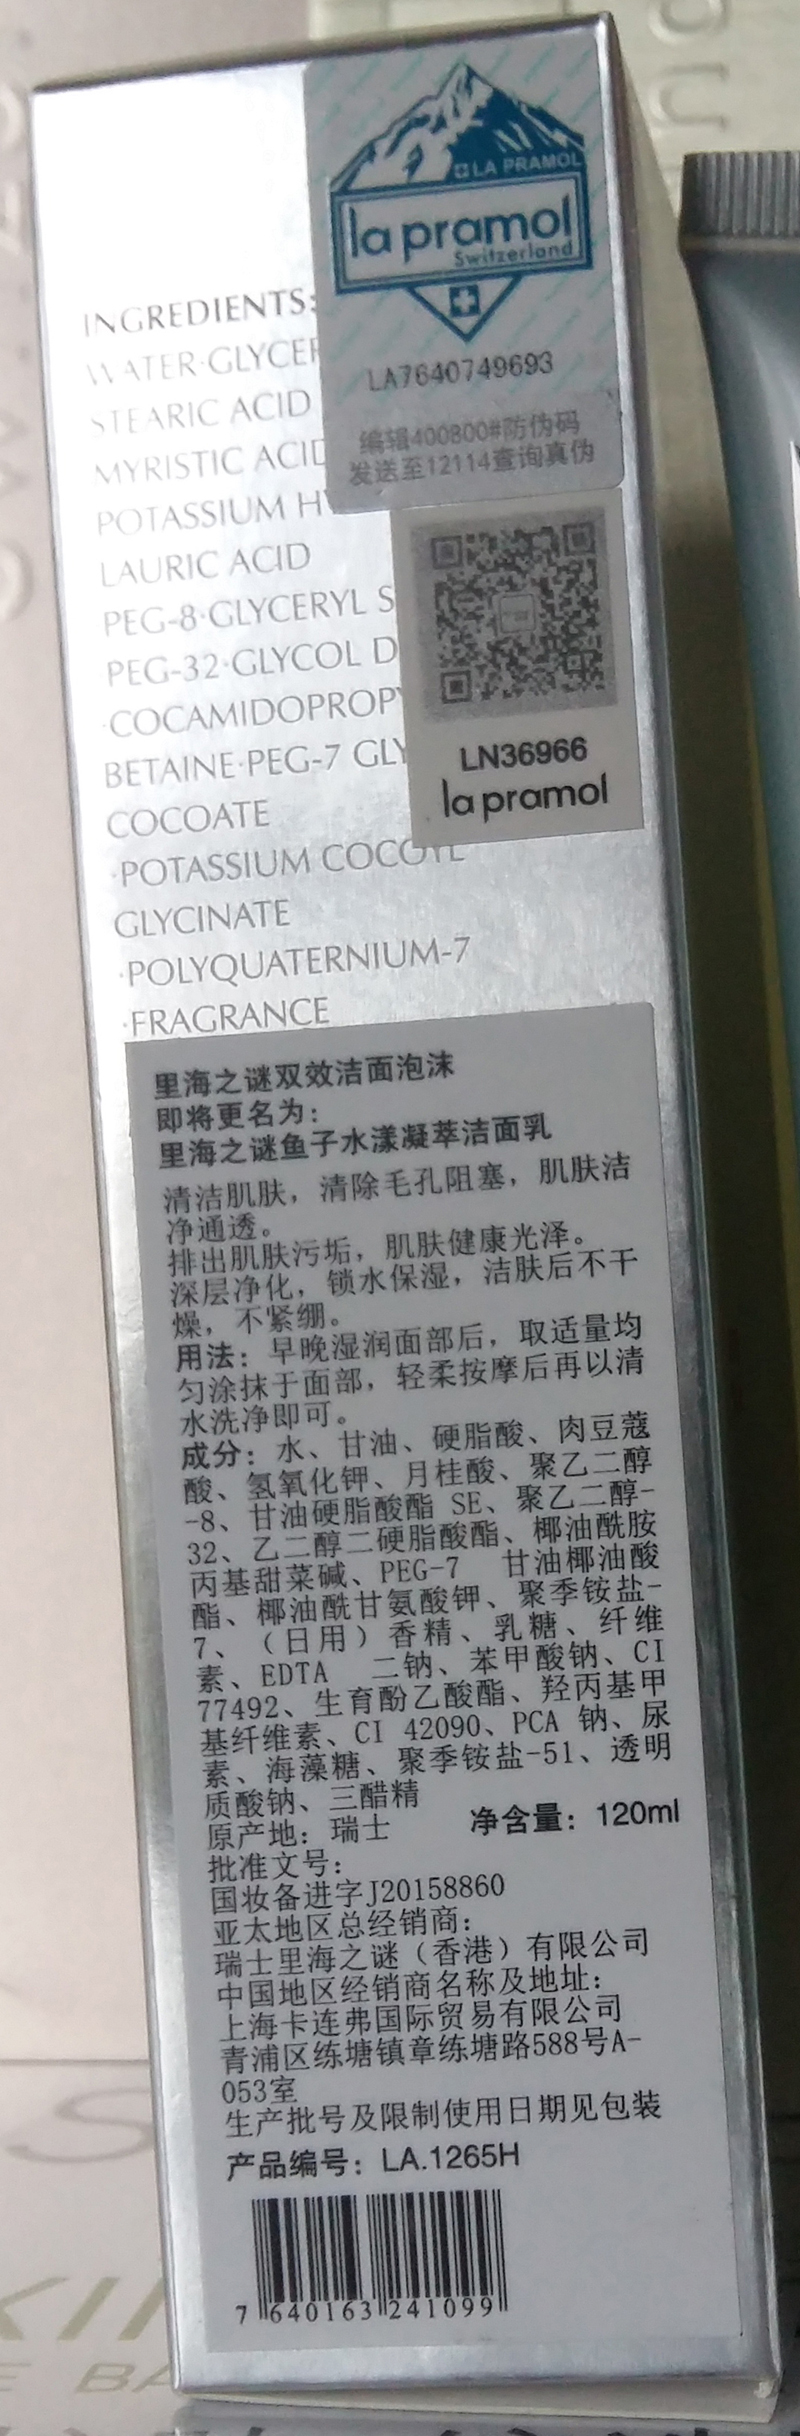 LA PRAMOL
la pramol
Switzerland
LA7640749693
编辑400800#防伪码
发送至12114查询真伪
LN36966
la pramol
INGREDIENTS:
WATER·GLYCER
STEARIC ACID
MYRISTIC ACID
POTASSIUM HY
LAURIC ACID
PEG-8·GLYCERYL S
PEG-32·GLYCOL D
·COCAMIDOPROPY
BETAINE·PEG-7 GLY
COCOATE
·POTASSIUM COCOYL
GLYCINATE
·POLYQUATERNIUM-7
·FRAGRANCE
里海之谜双效洁面泡沫
即将更名为：
里海之谜鱼子水漾凝萃洁面乳
清洁肌肤，清除毛孔阻塞，肌肤洁
净通透。
排出肌肤污垢，肌肤健康光泽。
深层净化，锁水保湿，洁肤后不干
燥，不紧绷。
用法：早晚湿润面部后，取适量均
匀涂抹于面部，轻柔按摩后再以清
水洗净即可。
成分：水、甘油、硬脂酸、肉豆蔻
酸、氢氧化钾、月桂酸、聚乙二醇
-8、甘油硬脂酸酯 SE、聚乙二醇-
32、乙二醇二硬脂酸酯、椰油酰胺
丙基甜菜碱、PEG-7 甘油椰油酸
酯、椰油酰甘氨酸钾、聚季铵盐-
7、（日用）香精、乳糖、纤维
素、EDTA 二钠、苯甲酸钠、CI
77492、生育酚乙酸酯、羟丙基甲
基纤维素、CI 42090、PCA 钠、尿
素、海藻糖、聚季铵盐-51、透明
质酸钠、三醋精
原产地：瑞士 净含量：120ml
批准文号：
国妆备进字J20158860
亚太地区总经销商：
瑞士里海之谜（香港）有限公司
中国地区经销商名称及地址：
上海卡连弗国际贸易有限公司
青浦区练塘镇章练塘路588号A-
053室
生产批号及限制使用日期见包装
产品编号：LA.1265H
7 640163 241099